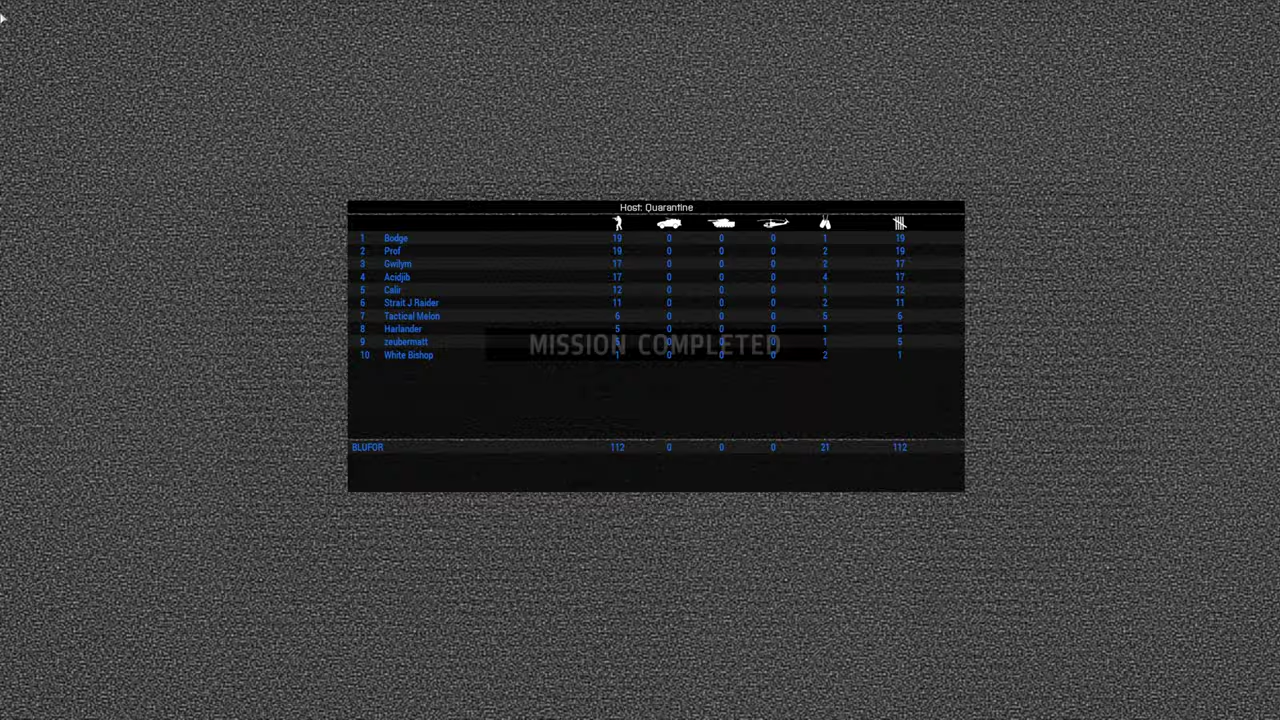 Host: Quarantine
1 Bodge 19 0 0 0 1 19
2 Prof 19 0 0 0 2 19
3 Gwilym 17 0 0 0 2 17
4 Acidjib 17 0 0 0 4 17
5 Calir 12 0 0 0 1 12
6 Strait J Raider 11 0 0 0 2 11
7 Tactical Melon 6 0 0 0 5 6
8 Harlander 5 0 0 0 1 5
9 zeubermatt 5 0 0 0 1 5
MISSION COMPLETED
10 White Bishop 1 0 0 0 2 1
BLUFOR 112 0 0 0 21 112